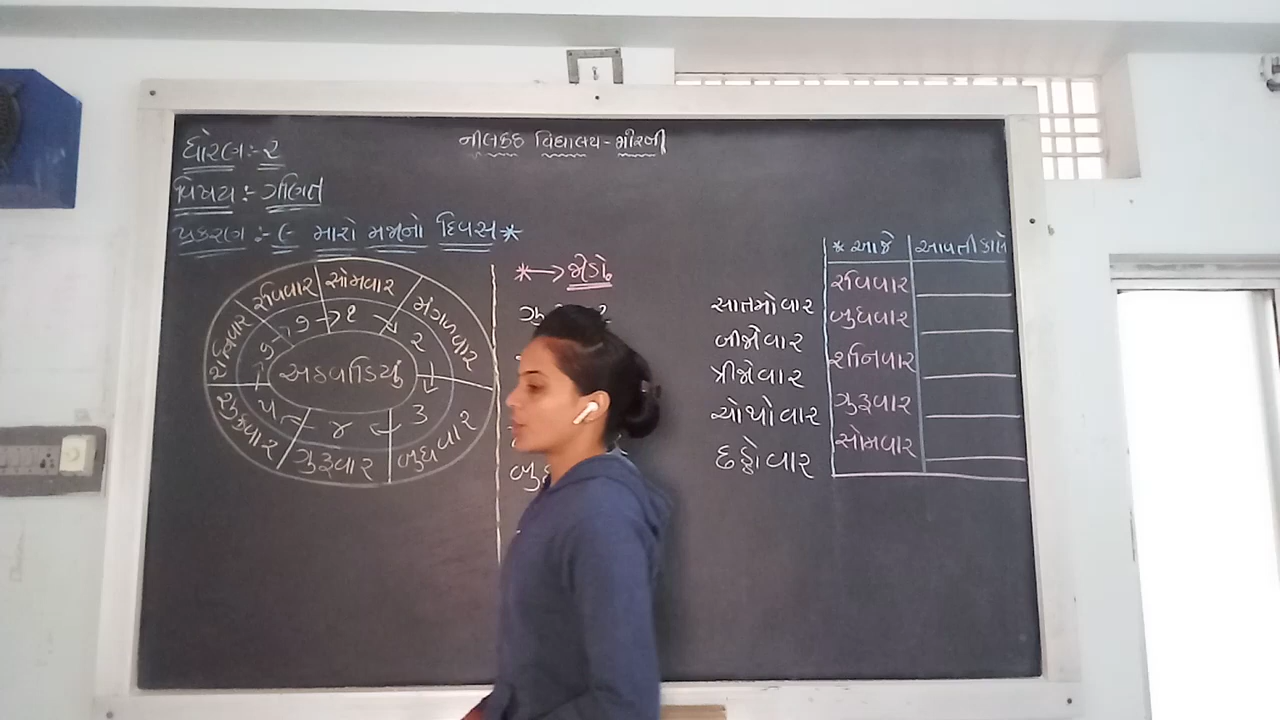 નીલકંઠ વિદ્યાલય - મોરબી
ધોરણ :- ૨
વિષય :- ગણિત
પ્રકરણ :- ૯ મારો મજાનો દિવસ *
અઠવાડિયું
સોમવાર ૧
મંગળવાર ૨
બુધવાર ૩
ગુરૂવાર ૪
શુક્રવાર ૫
શનિવાર ૬
રવિવાર ૭
* → જોડો.
સાતમો વાર
બીજો વાર
ત્રીજો વાર
ચોથો વાર
છઠ્ઠો વાર
* આજે આવતી કાલે
રવિવાર
બુધવાર
શનિવાર
ગુરૂવાર
સોમવાર